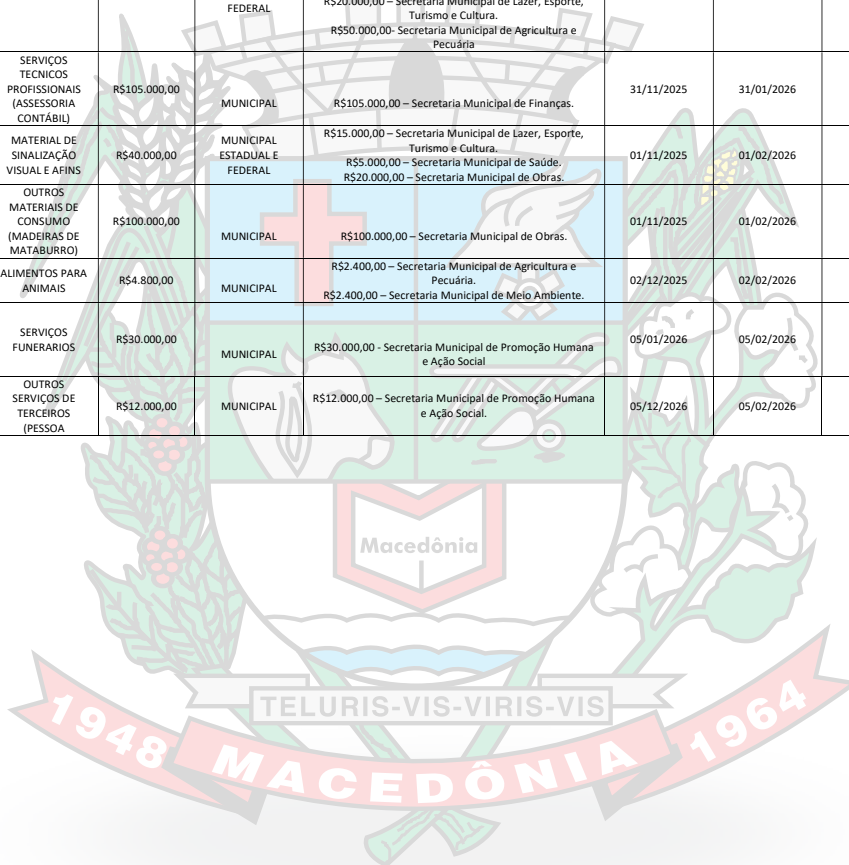 FEDERAL
R$20.000,00 – Secretaria Municipal de Lazer, Esporte,
Turismo e Cultura.
R$50.000,00- Secretaria Municipal de Agricultura e
Pecuária
SERVIÇOS
TECNICOS
PROFISSIONAIS
(ASSESSORIA
CONTÁBIL)
R$105.000,00
MUNICIPAL
R$105.000,00 – Secretaria Municipal de Finanças.
31/11/2025
31/01/2026
MATERIAL DE
SINALIZAÇÃO
VISUAL E AFINS
R$40.000,00
MUNICIPAL
ESTADUAL E
FEDERAL
R$15.000,00 – Secretaria Municipal de Lazer, Esporte,
Turismo e Cultura.
R$5.000,00 – Secretaria Municipal de Saúde.
R$20.000,00 – Secretaria Municipal de Obras.
01/11/2025
01/02/2026
OUTROS
MATERIAIS DE
CONSUMO
(MADEIRAS DE
MATABURRO)
R$100.000,00
MUNICIPAL
R$100.000,00 – Secretaria Municipal de Obras.
01/11/2025
01/02/2026
ALIMENTOS PARA
ANIMAIS
R$4.800,00
MUNICIPAL
R$2.400,00 – Secretaria Municipal de Agricultura e
Pecuária.
R$2.400,00 – Secretaria Municipal de Meio Ambiente.
02/12/2025
02/02/2026
SERVIÇOS
FUNERARIOS
R$30.000,00
MUNICIPAL
R$30.000,00 - Secretaria Municipal de Promoção Humana
e Ação Social
05/01/2026
05/02/2026
OUTROS
SERVIÇOS DE
TERCEIROS
(PESSOA
R$12.000,00
MUNICIPAL
R$12.000,00 – Secretaria Municipal de Promoção Humana
e Ação Social.
05/12/2026
05/02/2026
Macedônia
TELURIS-VIS-VIRIS-VIS
1948 MACEDÔNIA 1964